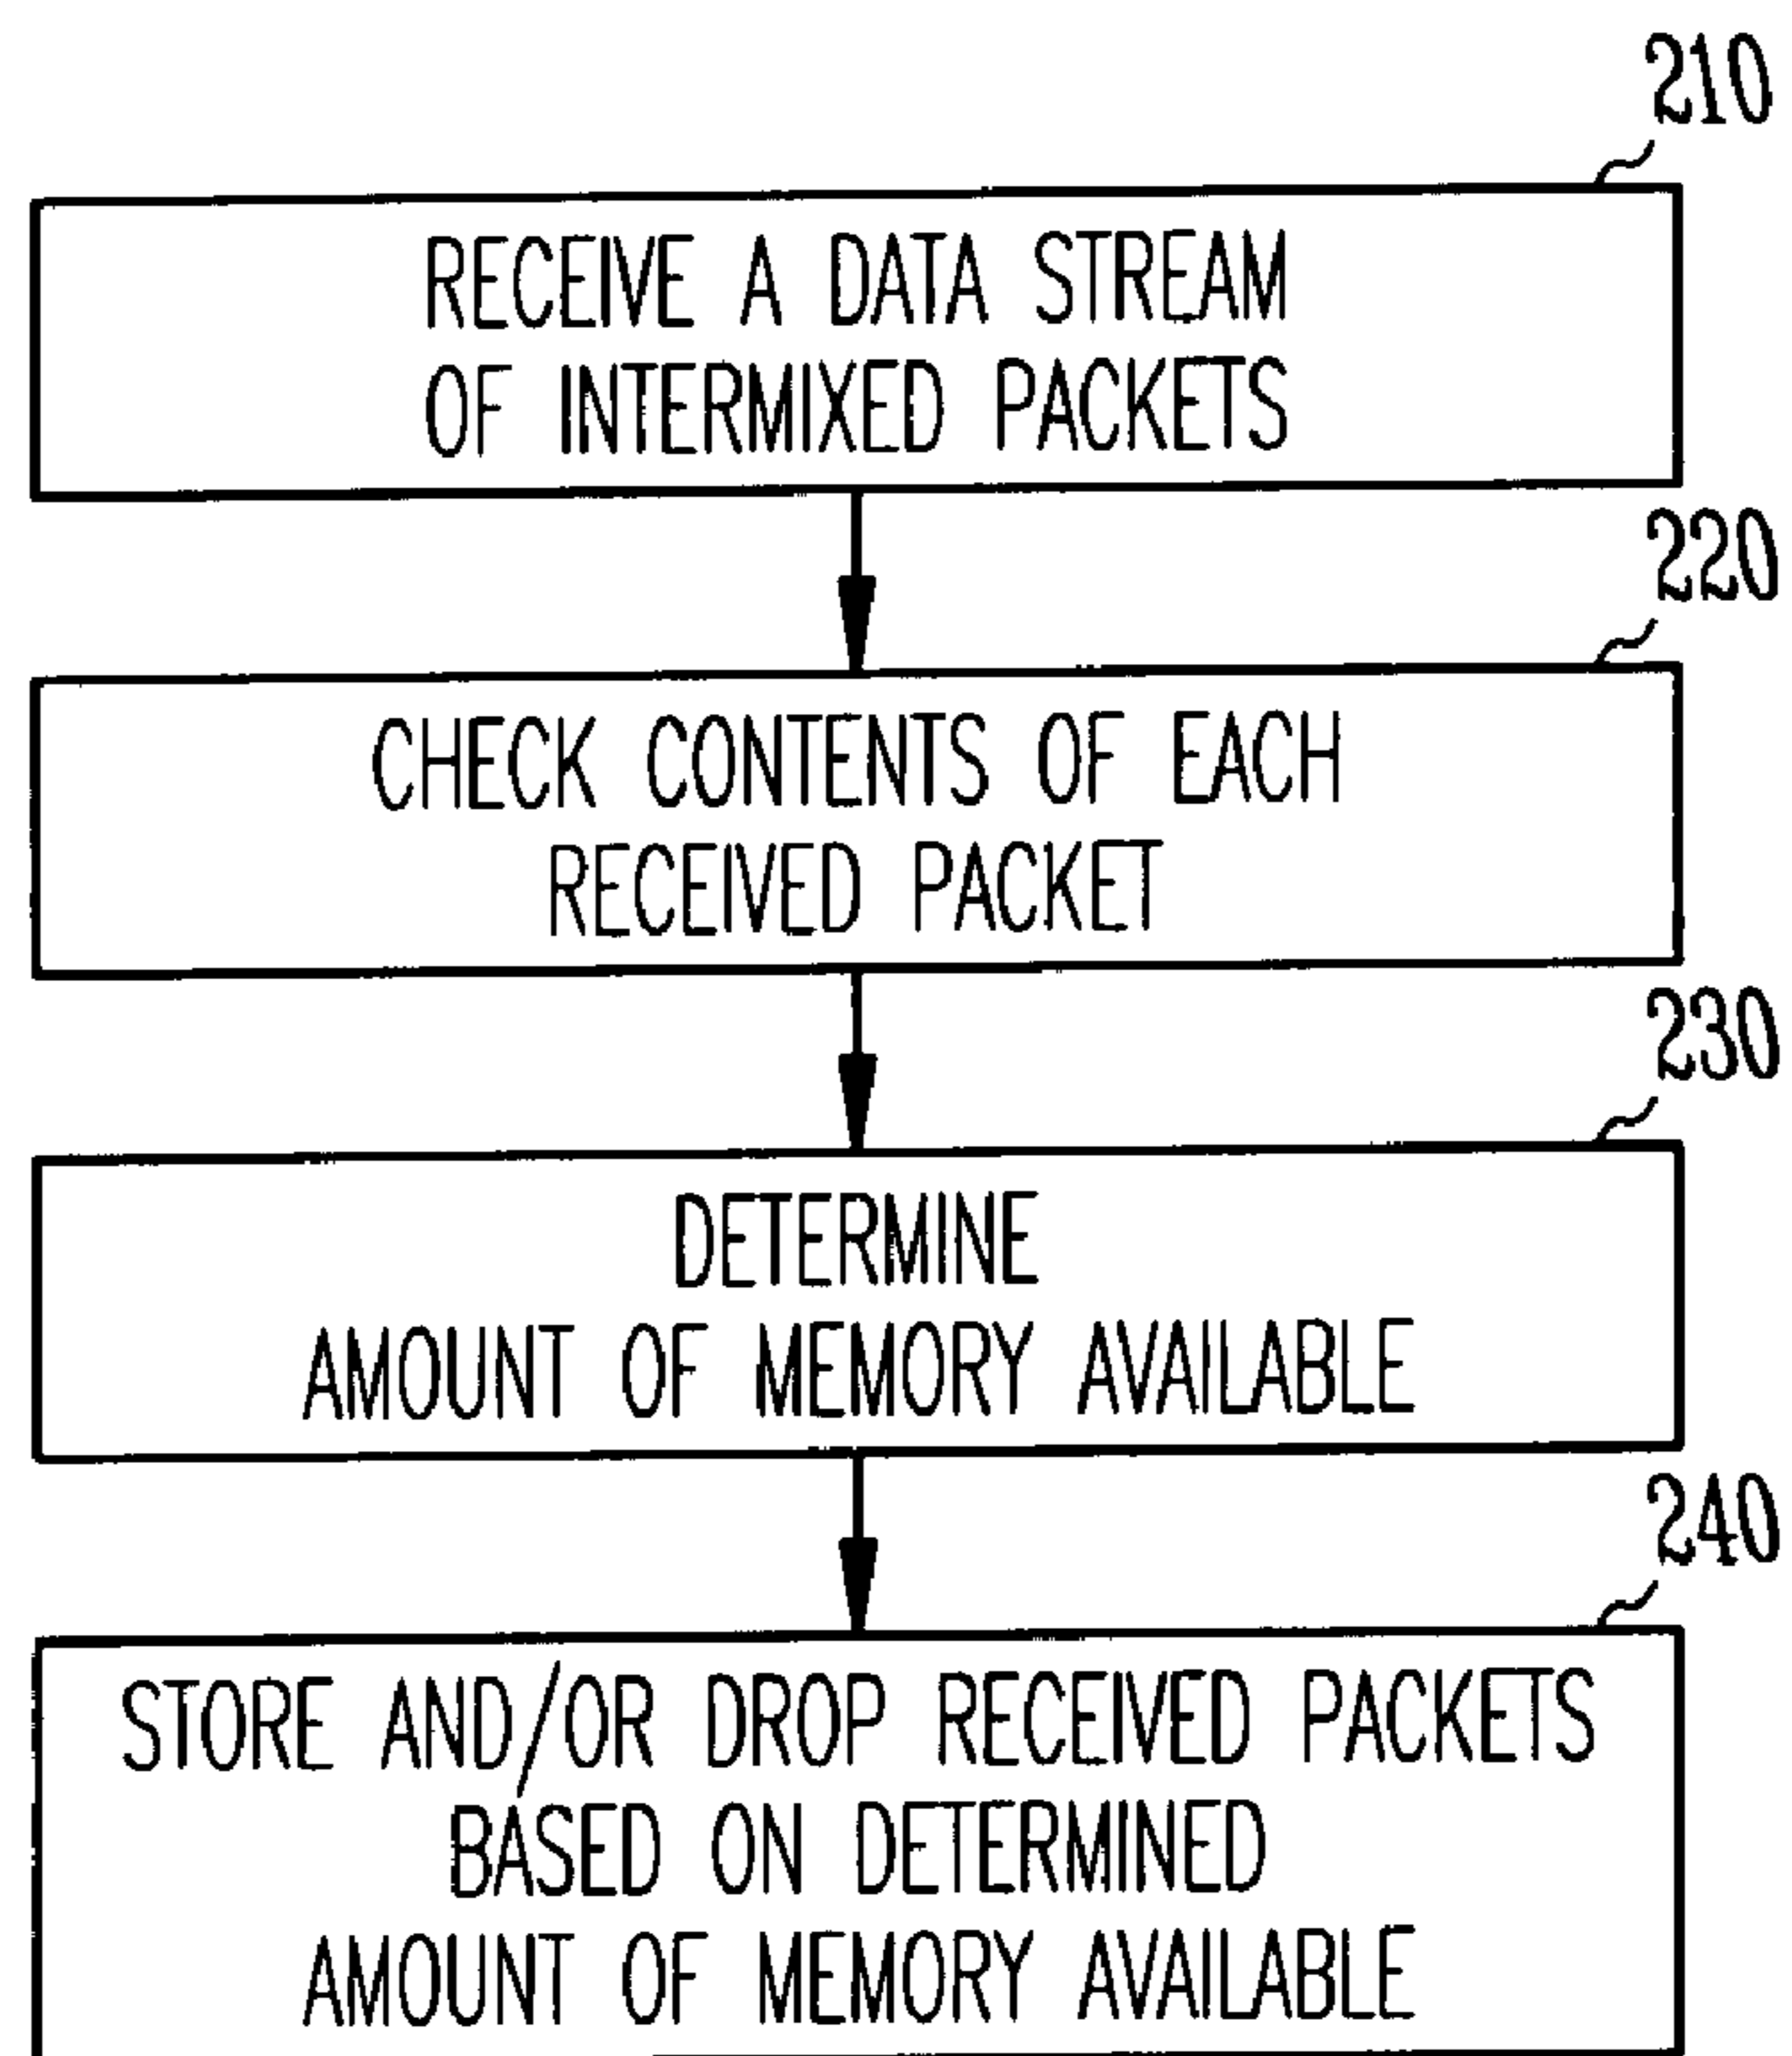 210
RECEIVE A DATA STREAM
OF INTERMIXED PACKETS
220
CHECK CONTENTS OF EACH
RECEIVED PACKET
230
DETERMINE
AMOUNT OF MEMORY AVAILABLE
240
STORE AND/OR DROP RECEIVED PACKETS
BASED ON DETERMINED
AMOUNT OF MEMORY AVAILABLE